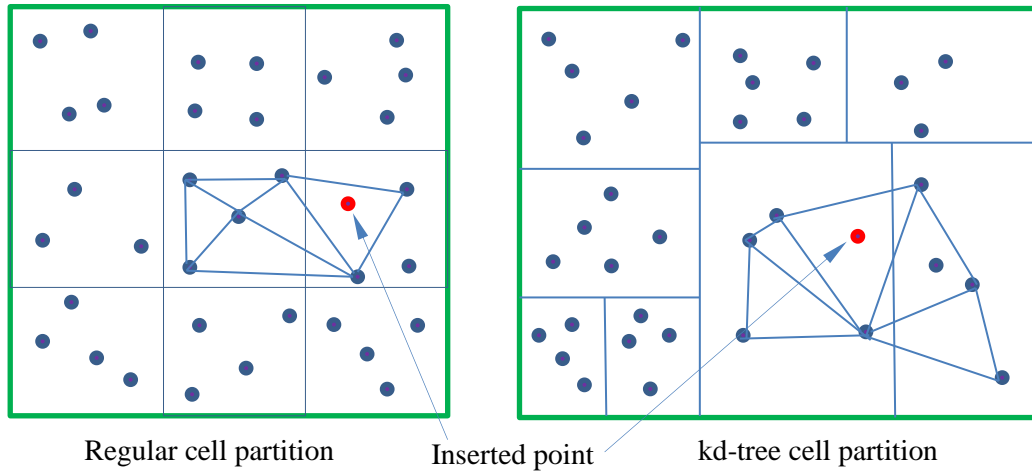 Regular cell partition
Inserted point
kd-tree cell partition